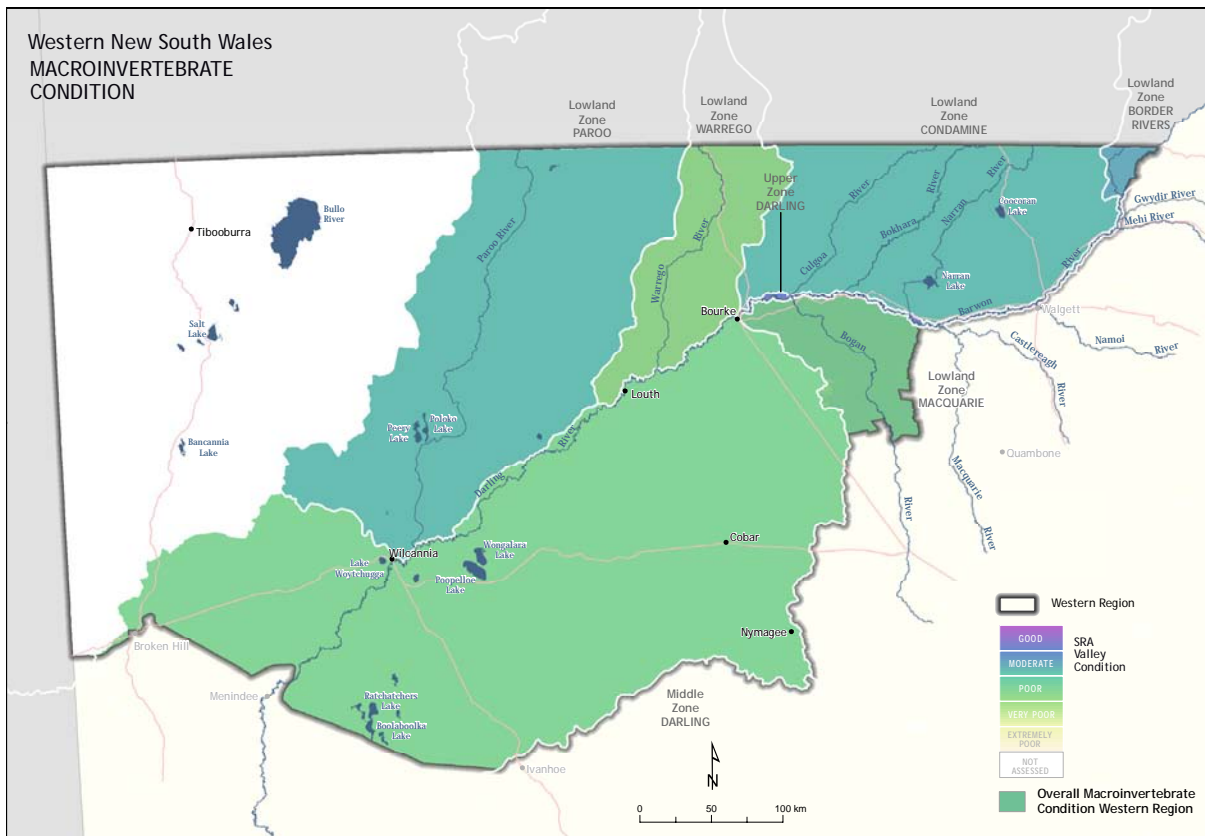 Western New South Wales
MACROINVERTEBRATE
CONDITION
Lowland
Zone
PAROO
Lowland
Zone
WARREGO
Lowland
Zone
CONDAMINE
Lowland
Zone
BORDER
RIVERS
Upper
Zone
DARLING
Bullo
River
Tibooburra
Paroo River
River
Warrego
River
Culgoa
River
Bokhara
River
Narran
Coocoran
Lake
Gwydir River
Mehi River
River
Narran
Lake
Barwon
Walgett
Salt
Lake
Bourke
Bogan
Castlereagh
River
Namoi
River
Lowland
Zone
MACQUARIE
Louth
Peery
Lake
Poloko
Lake
River
Darling
Bancannia
Lake
Quambone
Macquarie
River
River
Wilcannia
Lake
Woytchugga
Wongalara
Lake
Poopelloe
Lake
Cobar
Nymagee
Broken Hill
Menindee
Ratchatchers
Lake
Boolaboolka
Lake
Middle
Zone
DARLING
Ivanhoe
N
0 50 100 km
Western Region
GOOD
MODERATE
POOR
VERY POOR
EXTREMELY
POOR
NOT
ASSESSED
SRA
Valley
Condition
Overall Macroinvertebrate
Condition Western Region